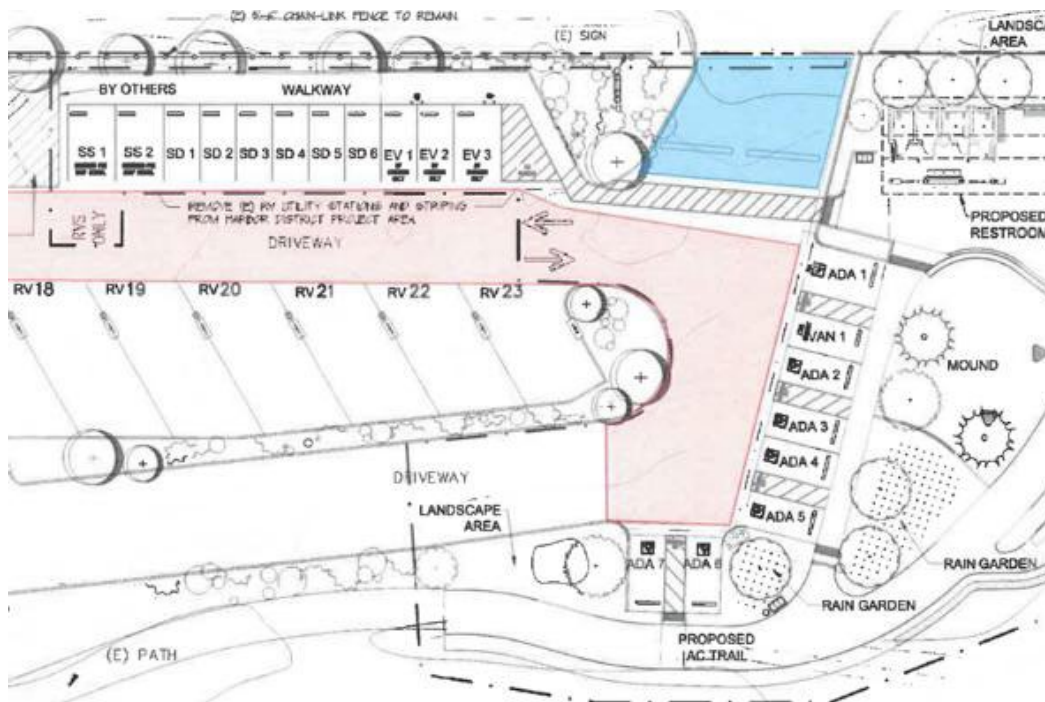 (E) 5'-6" CHAIN-LINK FENCE TO REMAIN
(E) SIGN
LANDSCA
AREA
BY OTHERS
WALKWAY
SS 1
SS 2
SD 1
SD 2
SD 3
SD 4
SD 5
SD 6
EV 1
EV 2
EV 3
REMOVE (E) RV UTILITY STATIONS AND STRIPING
FROM HARBOR DISTRICT PROJECT AREA
RVS
ONLY
DRIVEWAY
PROPOSED
RESTROOM
RV18
RV19
RV20
RV21
RV22
RV23
ADA 1
VAN 1
ADA 2
ADA 3
ADA 4
ADA 5
MOUND
DRIVEWAY
LANDSCAPE
AREA
ADA 7
ADA 6
RAIN GARDEN
RAIN GARDEN
(E) PATH
PROPOSED
AC TRAIL